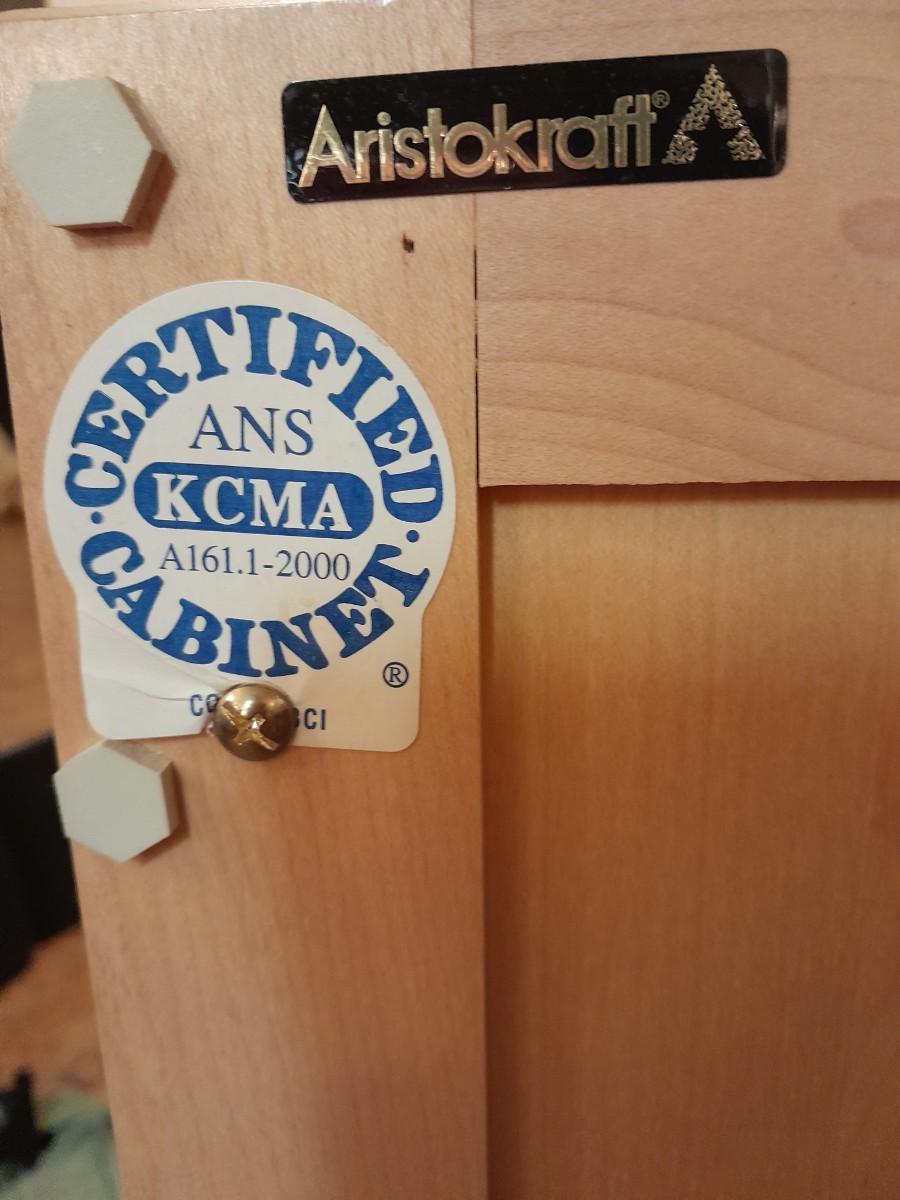 Aristokraft®
CERTIFIED
ANS
KCMA
A161.1-2000
· CABINET ·
®